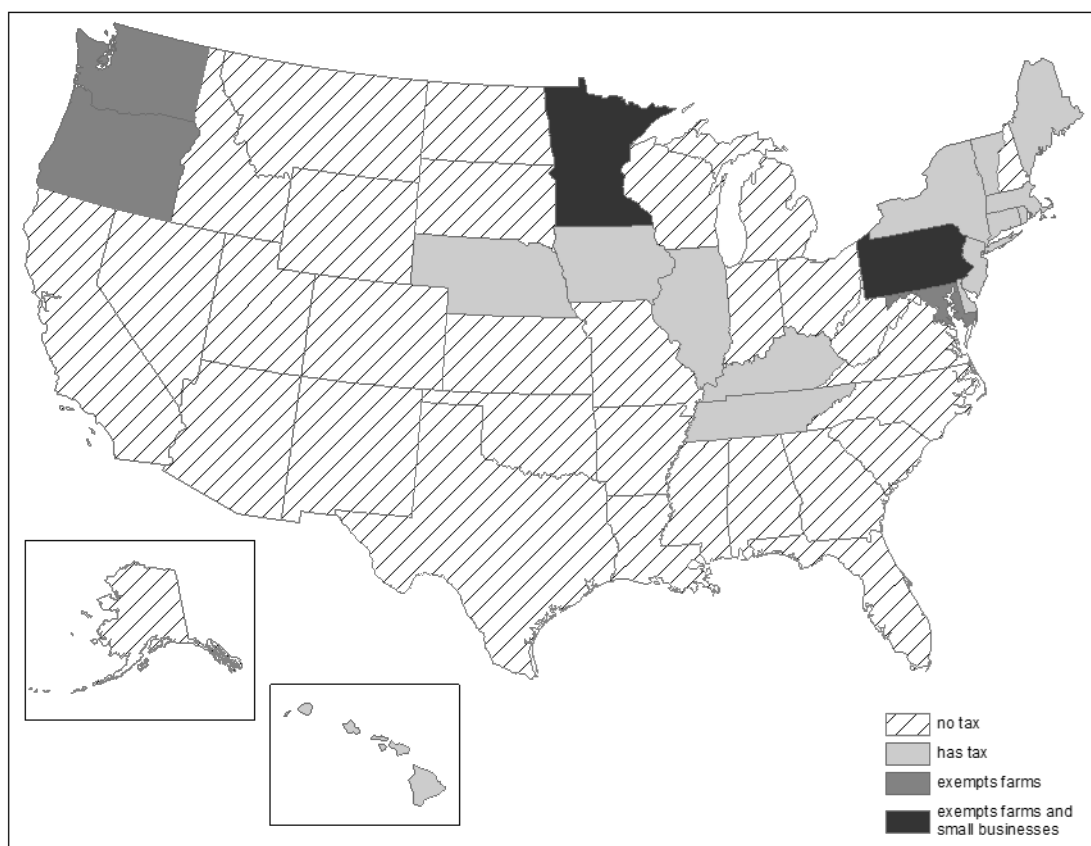 no tax
has tax
exempts farms
exempts farms and
small businesses